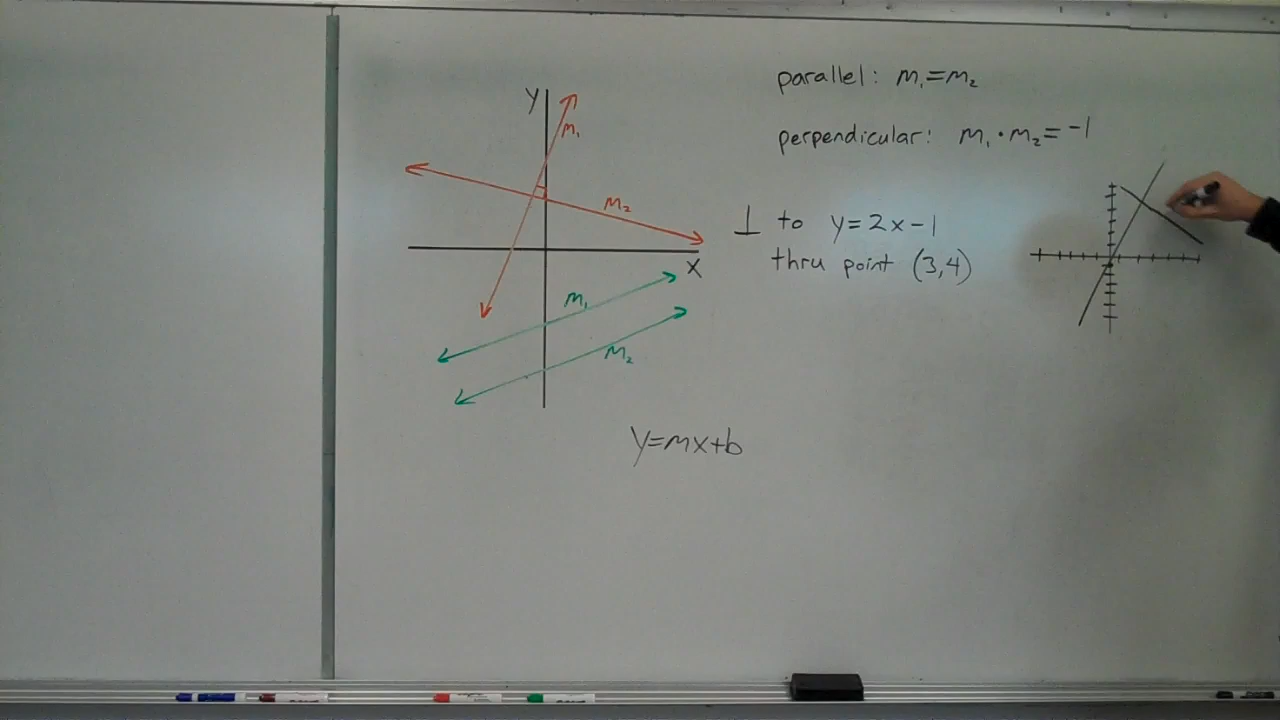 y
m₁
m₂
x
m₁
m₂
y=mx+b
parallel: m₁=m₂
perpendicular: m₁·m₂=-1
⊥ to y=2x-1
thru point (3,4)